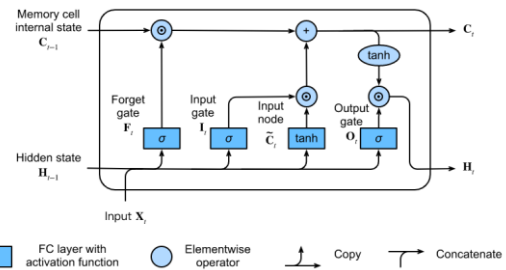 Memory cell
internal state
C_{t−1}
C_t
+
tanh
Forget
gate
F_t
Input
gate
I_t
Input
node
C̃_t
Output
gate
O_t
σ
σ
tanh
σ
Hidden state
H_{t−1}
H_t
Input X_t
FC layer with
activation function
Elementwise
operator
Copy
Concatenate